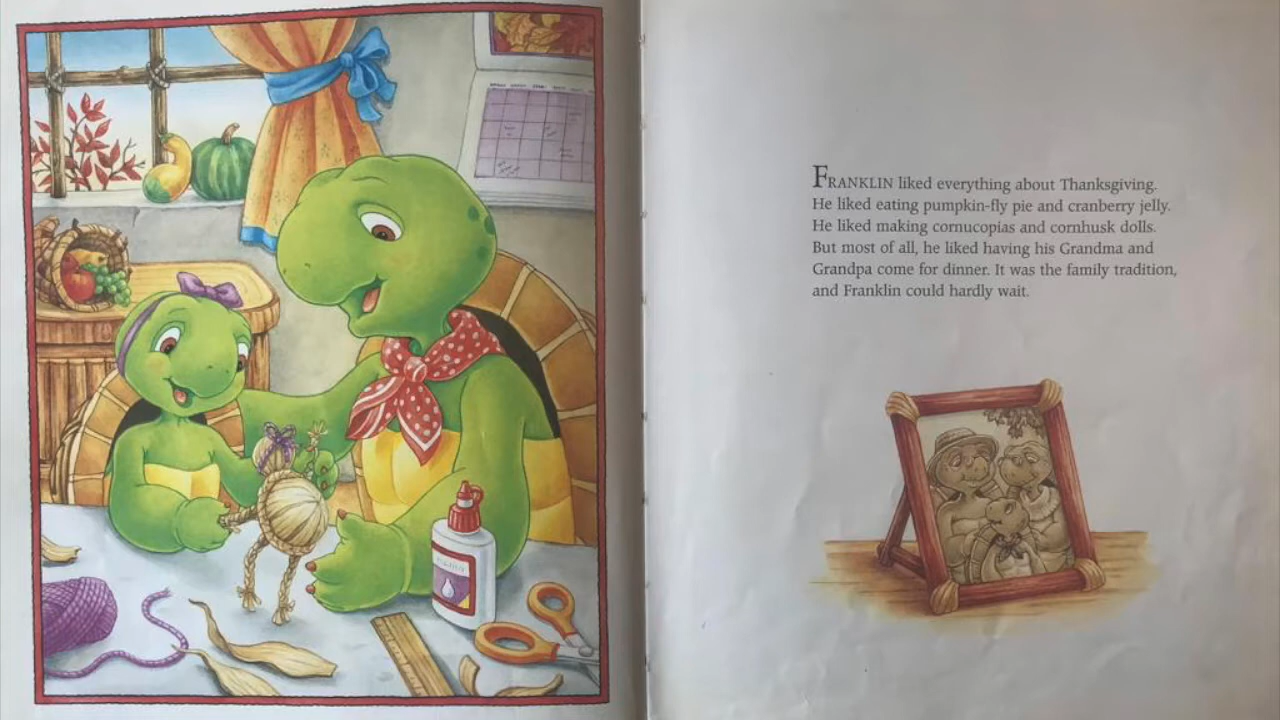 FRANKLIN liked everything about Thanksgiving.
He liked eating pumpkin-fly pie and cranberry jelly.
He liked making cornucopias and cornhusk dolls.
But most of all, he liked having his Grandma and
Grandpa come for dinner. It was the family tradition,
and Franklin could hardly wait.